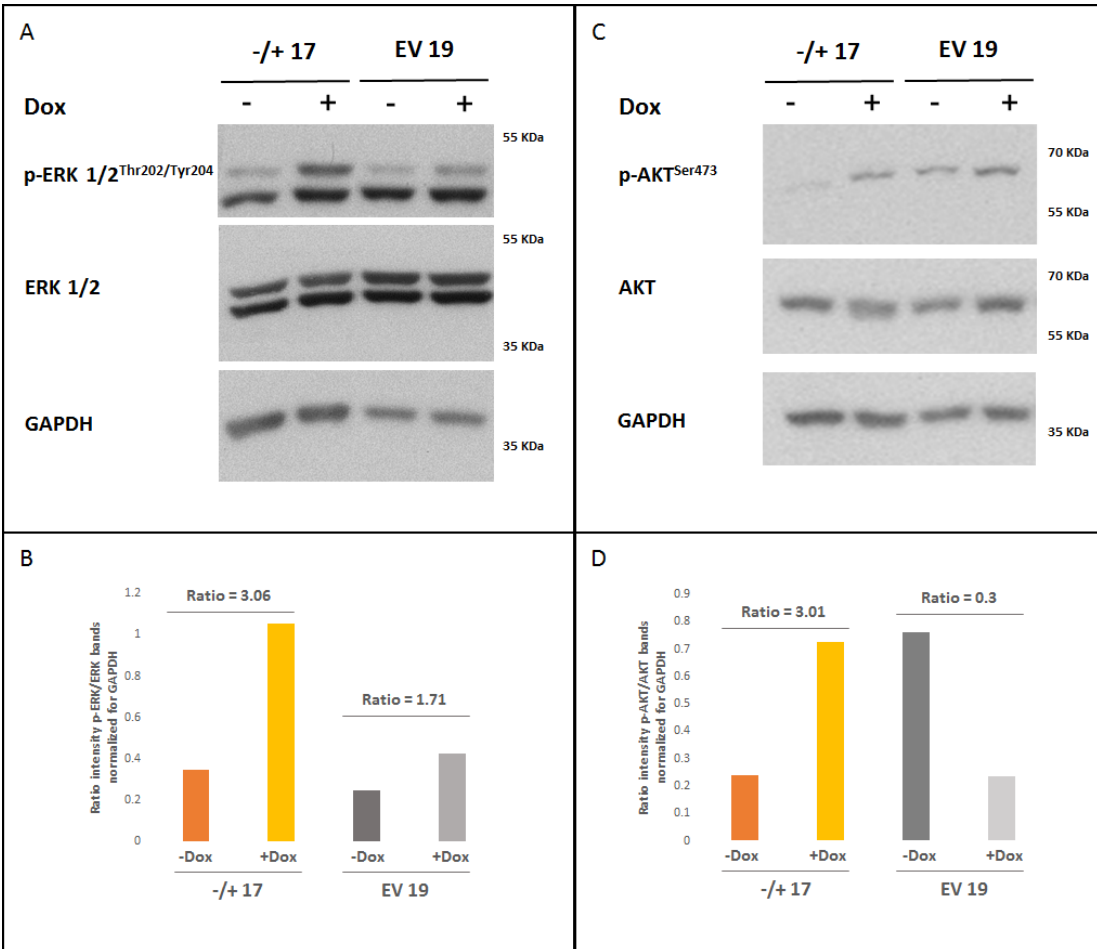 A
-/+ 17 EV 19
Dox - + - +
55 KDa
p-ERK 1/2Thr202/Tyr204
55 KDa
ERK 1/2
35 KDa
GAPDH
35 KDa
C
-/+ 17 EV 19
Dox - + - +
70 KDa
p-AKTSer473
55 KDa
70 KDa
AKT
55 KDa
GAPDH
35 KDa
B
Ratio intensity p-ERK/ERK bands
normalized for GAPDH
1.2
1
0.8
0.6
0.4
0.2
0
Ratio = 3.06
Ratio = 1.71
-Dox +Dox -Dox +Dox
-/+ 17 EV 19
D
Ratio intensity p-AKT/AKT bands
normalized for GAPDH
0.9
0.8
0.7
0.6
0.5
0.4
0.3
0.2
0.1
0
Ratio = 3.01
Ratio = 0.3
-Dox +Dox -Dox +Dox
-/+ 17 EV 19